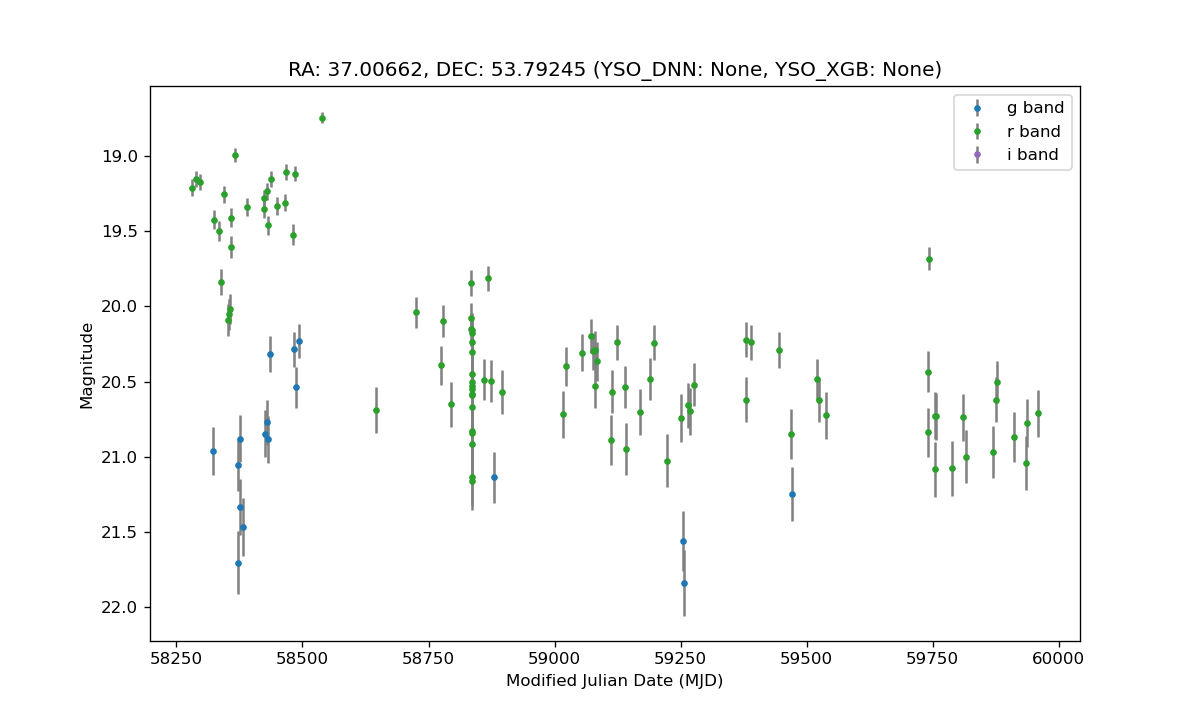 RA: 37.00662, DEC: 53.79245 (YSO_DNN: None, YSO_XGB: None)
g band
r band
i band
19.0
19.5
20.0
20.5
21.0
21.5
22.0
Magnitude
58250 58500 58750 59000 59250 59500 59750 60000
Modified Julian Date (MJD)